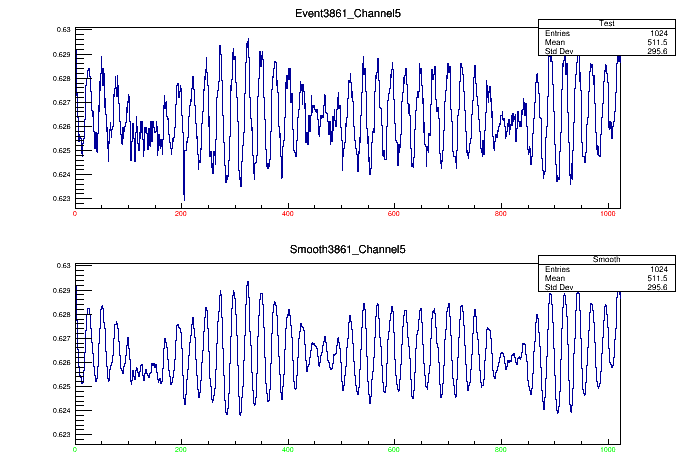 Event3861_Channel5
Test
Entries 1024
Mean 511.5
Std Dev 295.6
0.63
0.629
0.628
0.627
0.626
0.625
0.624
0.623
0 200 400 600 800 1000
Smooth3861_Channel5
Smooth
Entries 1024
Mean 511.5
Std Dev 295.6
0.63
0.629
0.628
0.627
0.626
0.625
0.624
0.623
0 200 400 600 800 1000